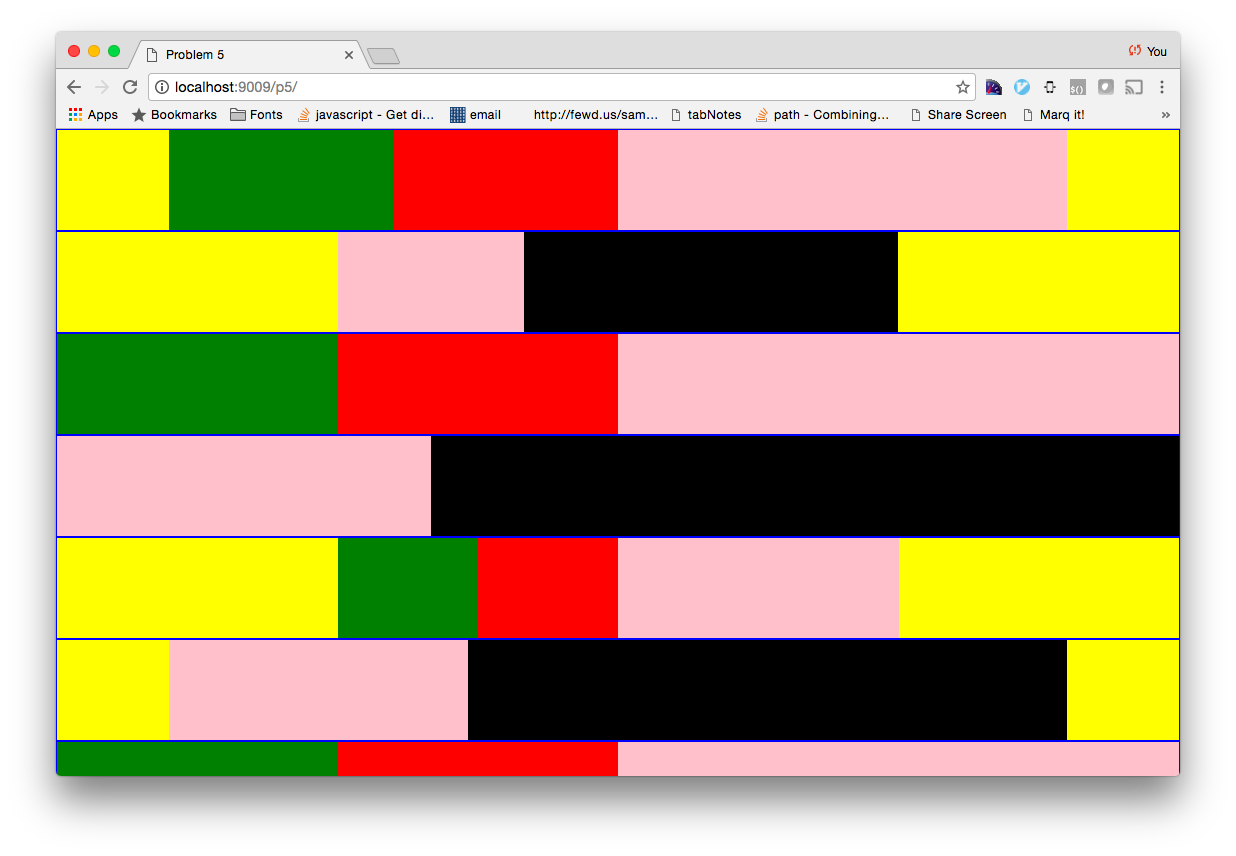 Problem 5
You
localhost:9009/p5/
Apps Bookmarks Fonts javascript - Get di... email http://fewd.us/sam... tabNotes path - Combining... Share Screen Marq it! »